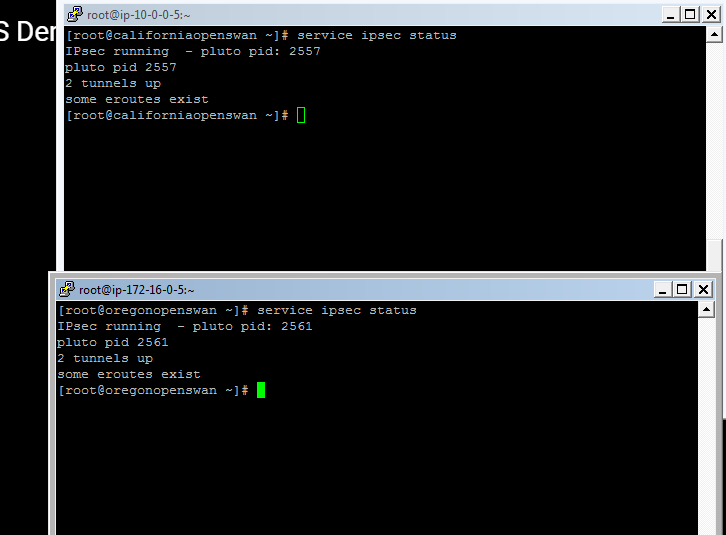 S Der
root@ip-10-0-0-5:~
[root@californiaopenswan ~]# service ipsec status
IPsec running  - pluto pid: 2557
pluto pid 2557
2 tunnels up
some eroutes exist
[root@californiaopenswan ~]#
root@ip-172-16-0-5:~
[root@oregonopenswan ~]# service ipsec status
IPsec running  - pluto pid: 2561
pluto pid 2561
2 tunnels up
some eroutes exist
[root@oregonopenswan ~]#